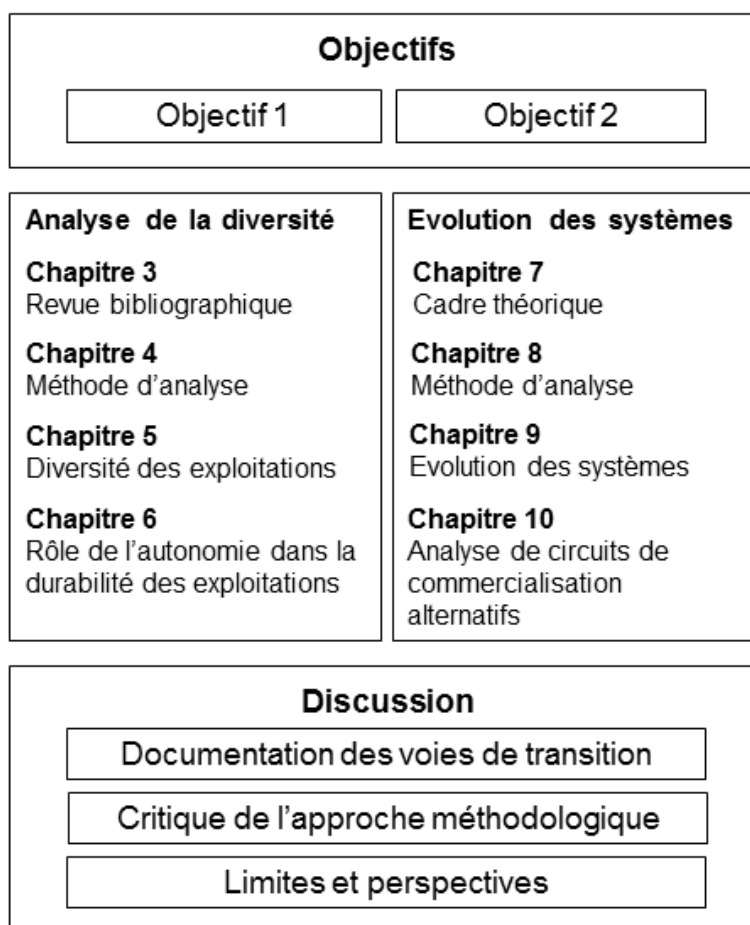 Objectifs
Objectif 1
Objectif 2
Analyse de la diversité
Chapitre 3
Revue bibliographique
Chapitre 4
Méthode d'analyse
Chapitre 5
Diversité des exploitations
Chapitre 6
Rôle de l'autonomie dans la
durabilité des exploitations
Evolution des systèmes
Chapitre 7
Cadre théorique
Chapitre 8
Méthode d'analyse
Chapitre 9
Evolution des systèmes
Chapitre 10
Analyse de circuits de
commercialisation
alternatifs
Discussion
Documentation des voies de transition
Critique de l'approche méthodologique
Limites et perspectives